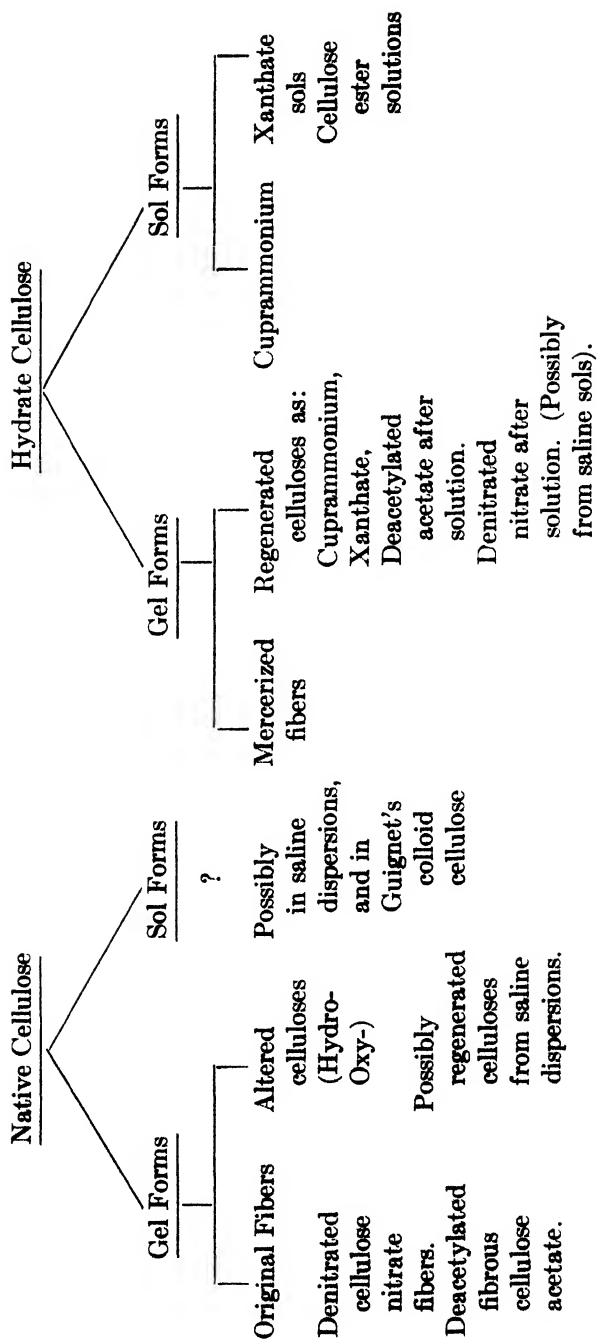 Native Cellulose
Gel Forms
Original Fibers
Denitrated
cellulose
nitrate
fibers.
Deacetylated
fibrous
cellulose
acetate.
Altered
celluloses
(Hydro-
Oxy-)
Possibly
regenerated
celluloses
from saline
dispersions.
Sol Forms
?
Possibly
in saline
dispersions,
and in
Guignet's
colloid
cellulose
Hydrate Cellulose
Gel Forms
Mercerized
fibers
Regenerated
celluloses as:
Cuprammonium,
Xanthate,
Deacetylated
acetate after
solution.
Denitrated
nitrate after
solution. (Possibly
from saline sols).
Sol Forms
Cuprammonium
Xanthate
sols
Cellulose
ester
solutions